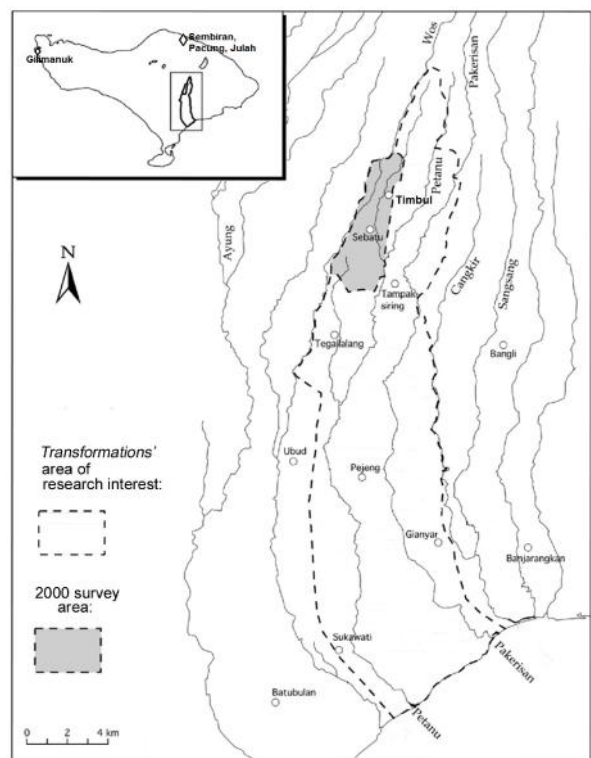 Sembiran,
Pacung, Julah
Gilimanuk
Wos
Pakerisan
Petanu
Timbul
Ayung
Sebatu
N
Cangkir
Sangsang
Tampak
siring
Tegallalang
Bangli
Transformations'
area of
research interest:
Ubud
Pejeng
Gianyar
Banjarangkan
2000 survey
area:
Sukawati
Pakerisan
Batubulan
Petanu
0 2 4 km